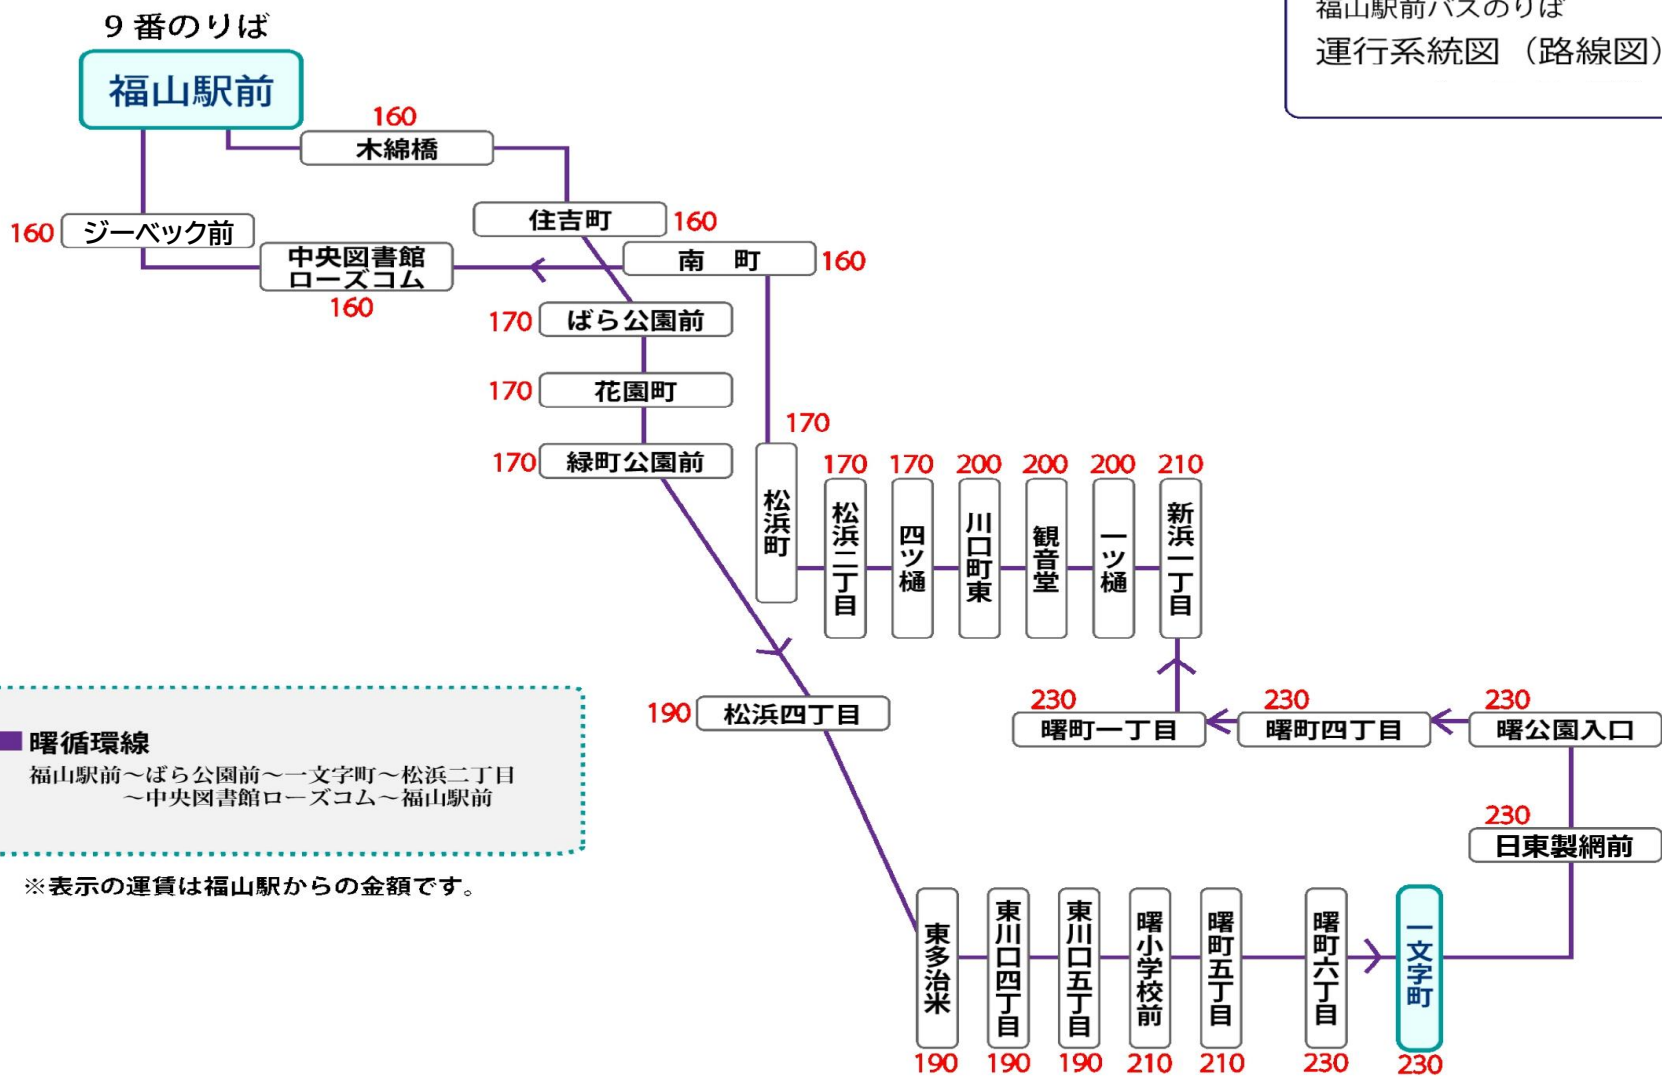 9番のりば
福山駅前
福山駅前バスのりば
運行系統図（路線図）
160
木綿橋
160
ジーベック前
住吉町
160
中央図書館
ローズコム
160
南　町
160
170
ばら公園前
170
花園町
170
緑町公園前
170
松浜町
170
松浜二丁目
170
四ツ樋
200
川口町東
200
観音堂
200
一ツ樋
210
新浜一丁目
190
松浜四丁目
230
曙町一丁目
230
曙町四丁目
230
曙公園入口
230
日東製網前
東多治米
190
東川口四丁目
190
東川口五丁目
190
曙小学校前
210
曙町五丁目
210
曙町六丁目
230
一文字町
230
曙循環線
福山駅前～ばら公園前～一文字町～松浜二丁目
～中央図書館ローズコム～福山駅前
※表示の運賃は福山駅からの金額です。